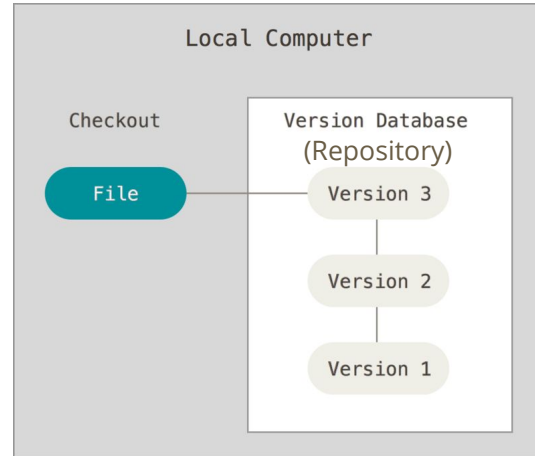 Local Computer
Checkout
Version Database
(Repository)
File
Version 3
Version 2
Version 1